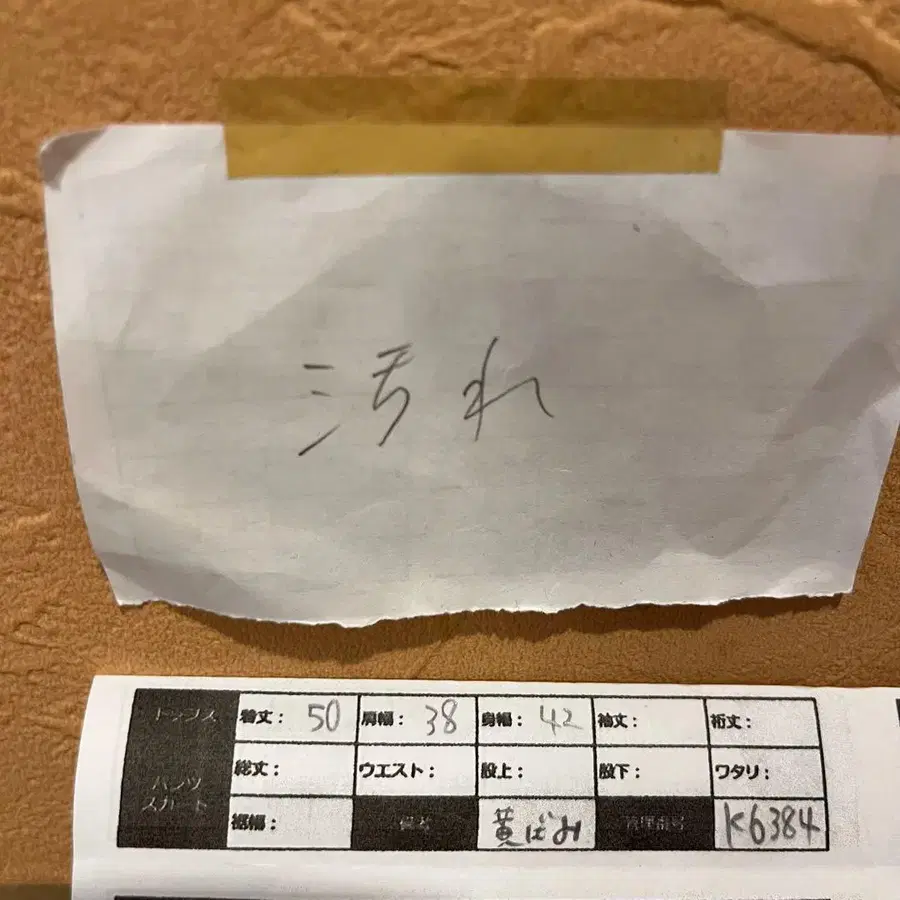 汚れ
トップス 着丈: 50 肩幅: 38 身幅: 42 袖丈: 裄丈:
パンツ スカート 総丈: ウエスト: 股上: 股下: ワタリ:
裾幅: 備考 黄ばみ 管理番号 K6384